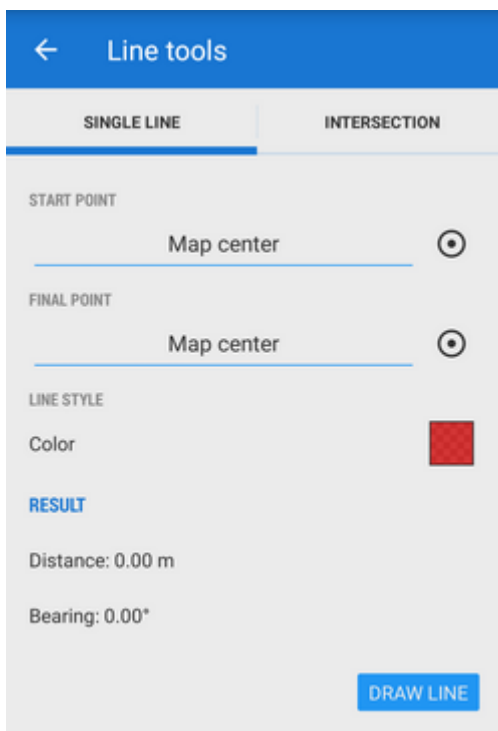 Line tools
SINGLE LINE
INTERSECTION
START POINT
Map center
FINAL POINT
Map center
LINE STYLE
Color
RESULT
Distance: 0.00 m
Bearing: 0.00°
DRAW LINE